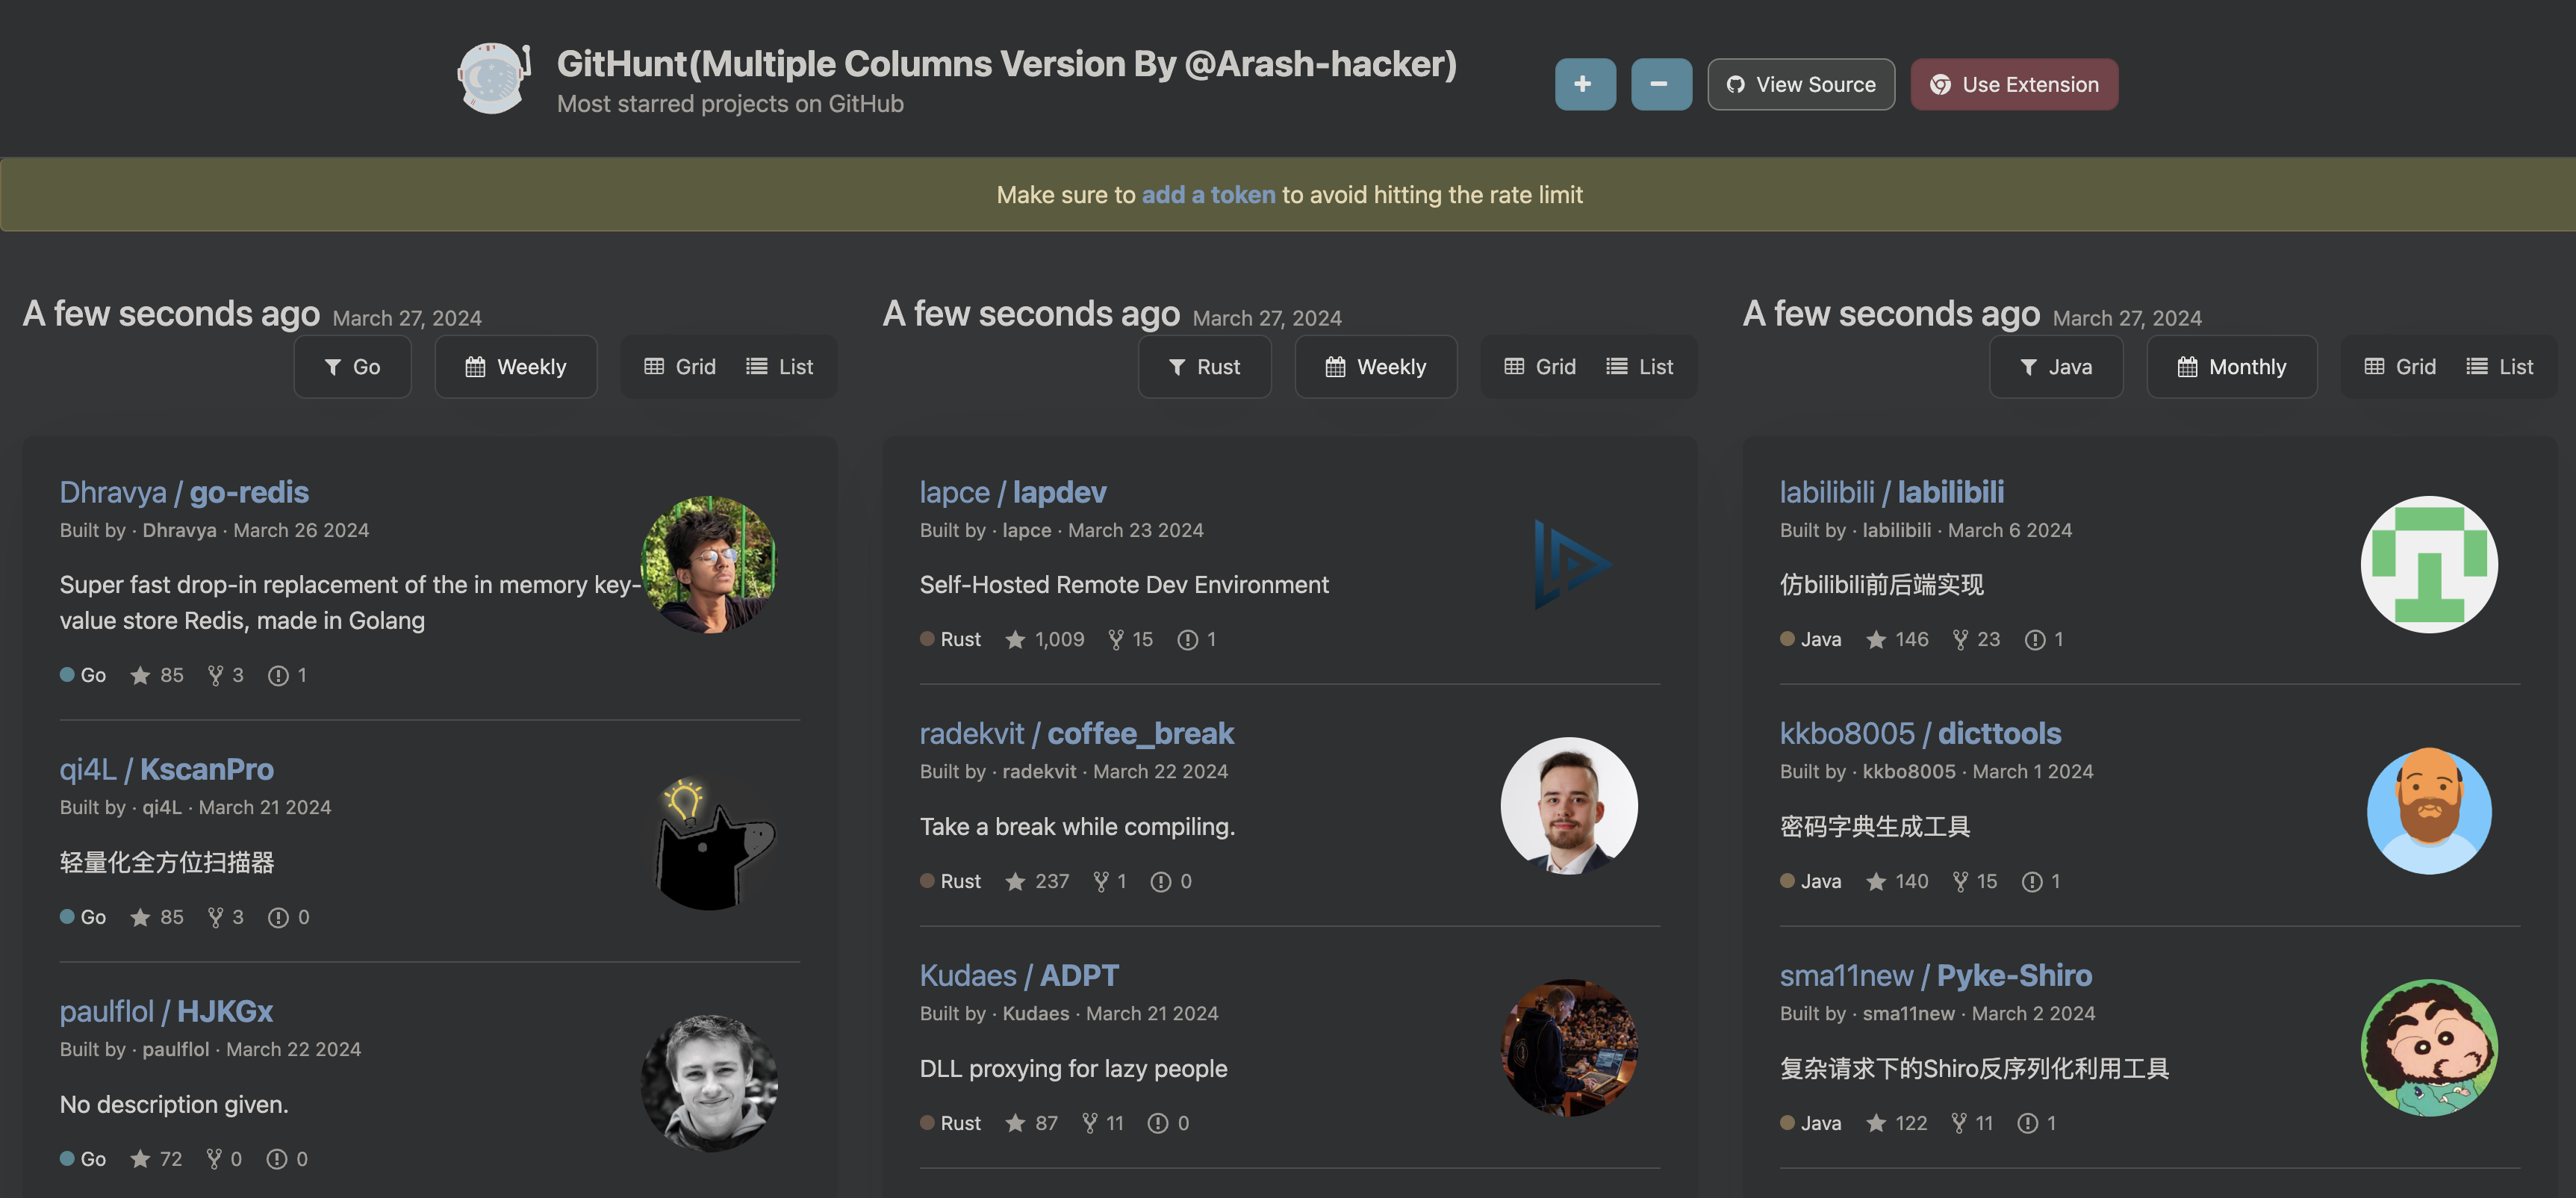 GitHunt(Multiple Columns Version By @Arash-hacker)
Most starred projects on GitHub
+ − View Source Use Extension
Make sure to add a token to avoid hitting the rate limit
A few seconds ago March 27, 2024
Go Weekly Grid List
Dhravya / go-redis
Built by · Dhravya · March 26 2024
Super fast drop-in replacement of the in memory key-
value store Redis, made in Golang
Go 85 3 1
qi4L / KscanPro
Built by · qi4L · March 21 2024
轻量化全方位扫描器
Go 85 3 0
paulflol / HJKGx
Built by · paulflol · March 22 2024
No description given.
Go 72 0 0
A few seconds ago March 27, 2024
Rust Weekly Grid List
lapce / lapdev
Built by · lapce · March 23 2024
Self-Hosted Remote Dev Environment
Rust 1,009 15 1
radekvit / coffee_break
Built by · radekvit · March 22 2024
Take a break while compiling.
Rust 237 1 0
Kudaes / ADPT
Built by · Kudaes · March 21 2024
DLL proxying for lazy people
Rust 87 11 0
A few seconds ago March 27, 2024
Java Monthly Grid List
labilibili / labilibili
Built by · labilibili · March 6 2024
仿bilibili前后端实现
Java 146 23 1
kkbo8005 / dicttools
Built by · kkbo8005 · March 1 2024
密码字典生成工具
Java 140 15 1
sma11new / Pyke-Shiro
Built by · sma11new · March 2 2024
复杂请求下的Shiro反序列化利用工具
Java 122 11 1